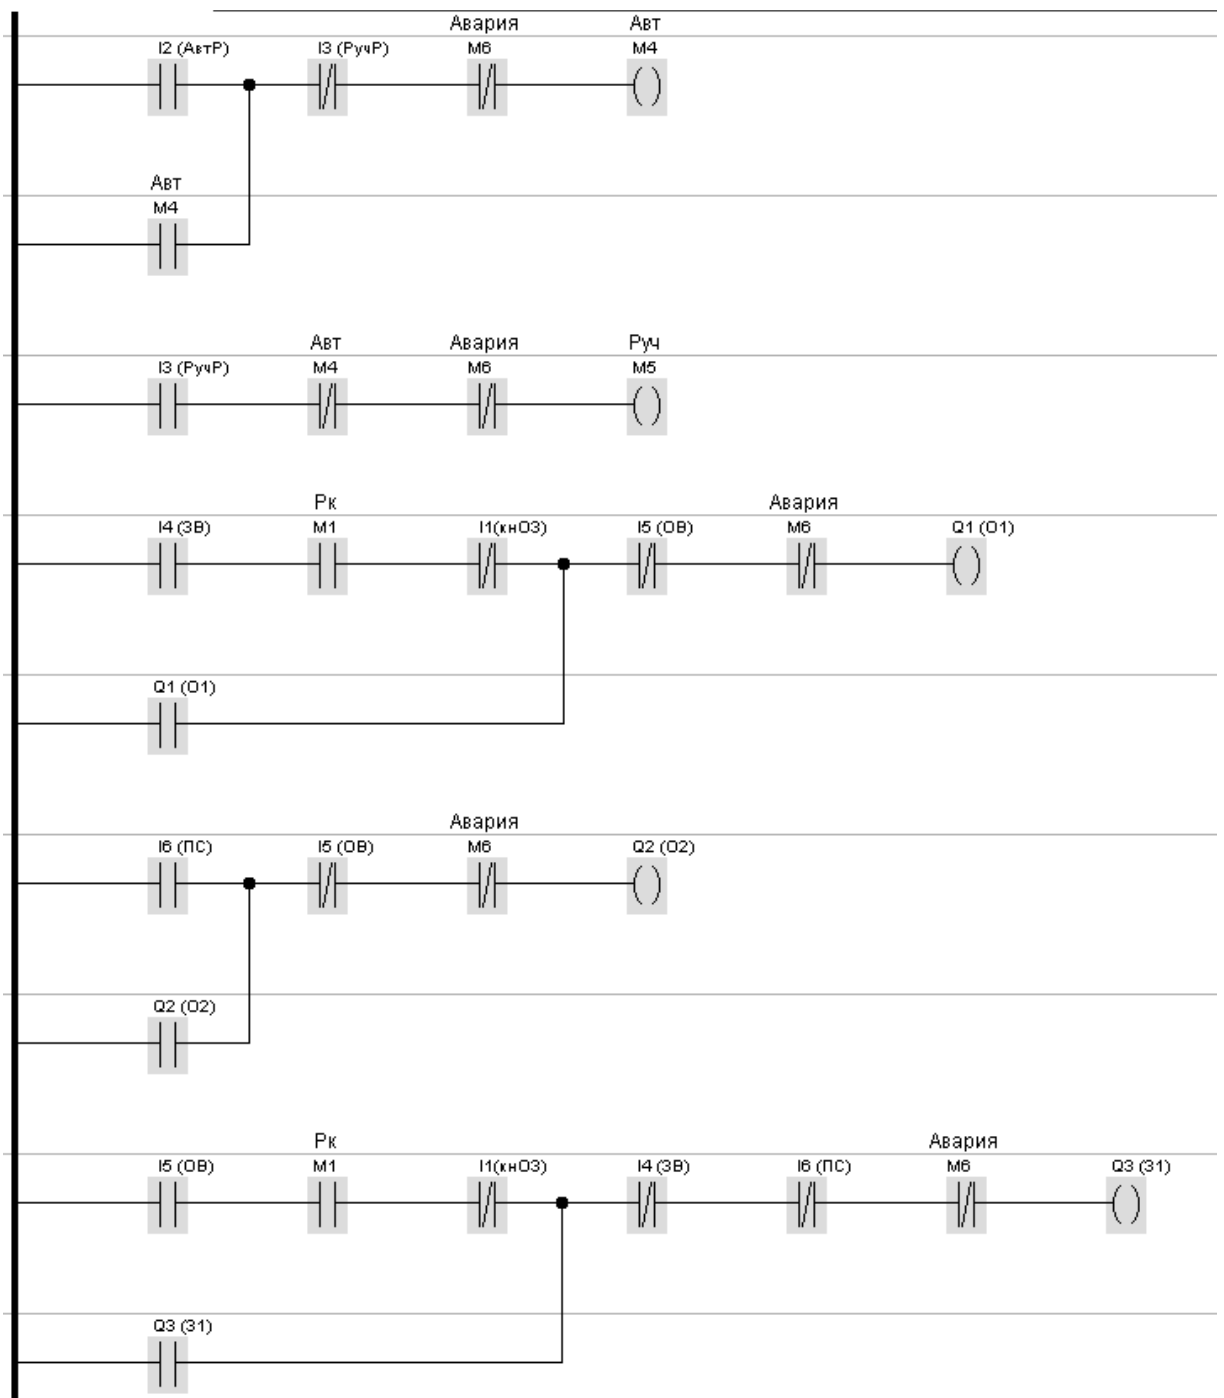 Авария Авт
I2 (АвтР) I3 (РучР) M6 M4
Авт
M4
Авт Авария Руч
I3 (РучР) M4 M6 M5
Рк Авария
I4 (ЗВ) M1 I1(кнОЗ) I5 (ОВ) M6 Q1 (О1)
Q1 (О1)
Авария
I6 (ПС) I5 (ОВ) M6 Q2 (О2)
Q2 (О2)
Рк Авария
I5 (ОВ) M1 I1(кнОЗ) I4 (ЗВ) I6 (ПС) M6 Q3 (З1)
Q3 (З1)